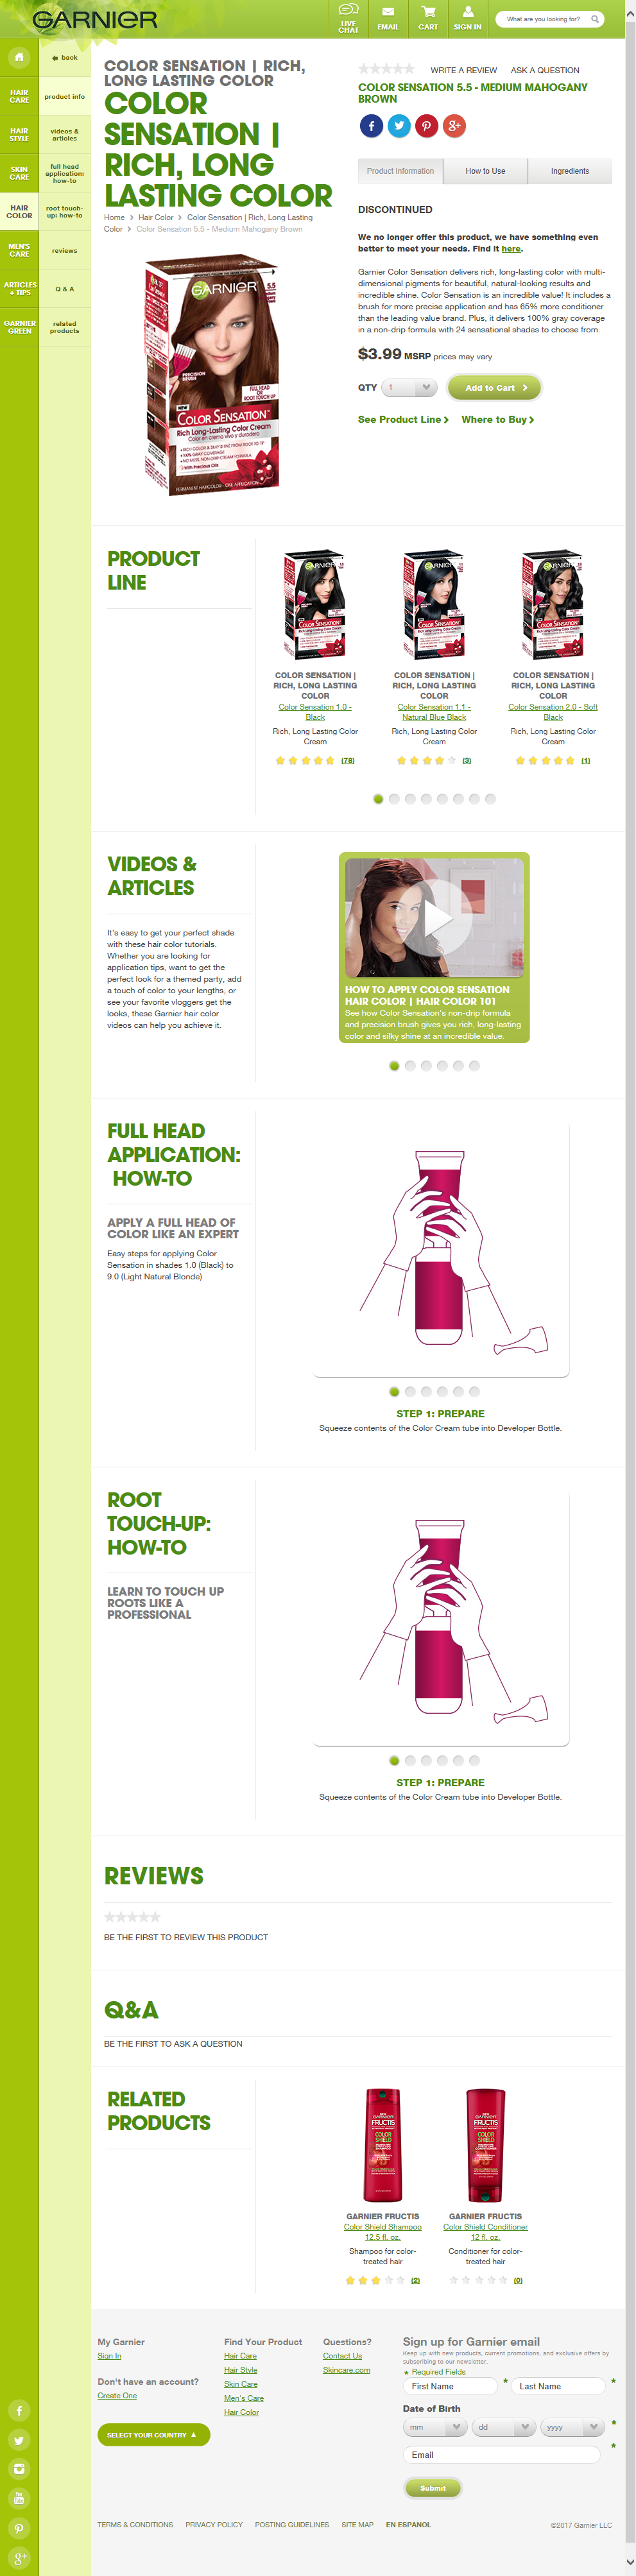 GARNIER
LIVE CHAT
EMAIL
CART
SIGN IN
What are you looking for?
HAIR
CARE
HAIR
STYLE
SKIN
CARE
HAIR
COLOR
MEN'S
CARE
ARTICLES
+ TIPS
GARNIER
GREEN
back
product info
videos &
articles
full head
application:
how-to
root touch-
up: how-to
reviews
Q & A
related
products
COLOR SENSATION | RICH,
LONG LASTING COLOR
COLOR
SENSATION |
RICH, LONG
LASTING COLOR
Home > Hair Color > Color Sensation | Rich, Long Lasting
Color > Color Sensation 5.5 - Medium Mahogany Brown
GARNIER
5.5
PRECISION
BRUSH
FULL HEAD
OR
ROOT TOUCH UP
NEW
COLOR SENSATION
Rich Long-Lasting Color Cream
Color en crema vivo y duradero
WRITE A REVIEW ASK A QUESTION
COLOR SENSATION 5.5 - MEDIUM MAHOGANY
BROWN
Product Information
How to Use
Ingredients
DISCONTINUED
We no longer offer this product, we have something even
better to meet your needs. Find it here.
Garnier Color Sensation delivers rich, long-lasting color with multi-
dimensional pigments for beautiful, natural-looking results and
incredible shine. Color Sensation is an incredible value! It includes a
brush for more precise application and has 65% more conditioner
than the leading value brand. Plus, it delivers 100% gray coverage
in a non-drip formula with 24 sensational shades to choose from.
$3.99 MSRP prices may vary
QTY 1 Add to Cart >
See Product Line > Where to Buy >
PRODUCT
LINE
COLOR SENSATION |
RICH, LONG LASTING
COLOR
Color Sensation 1.0 -
Black
Rich, Long Lasting Color
Cream
(78)
COLOR SENSATION |
RICH, LONG LASTING
COLOR
Color Sensation 1.1 -
Natural Blue Black
Rich, Long Lasting Color
Cream
(3)
COLOR SENSATION |
RICH, LONG LASTING
COLOR
Color Sensation 2.0 - Soft
Black
Rich, Long Lasting Color
Cream
(1)
VIDEOS &
ARTICLES
It's easy to get your perfect shade
with these hair color tutorials.
Whether you are looking for
application tips, want to get the
perfect look for a themed party, add
a touch of color to your lengths, or
see your favorite vloggers get the
looks, these Garnier hair color
videos can help you achieve it.
HOW TO APPLY COLOR SENSATION
HAIR COLOR | HAIR COLOR 101
See how Color Sensation's non-drip formula
and precision brush gives you rich, long-lasting
color and silky shine at an incredible value.
FULL HEAD
APPLICATION:
HOW-TO
APPLY A FULL HEAD OF
COLOR LIKE AN EXPERT
Easy steps for applying Color
Sensation in shades 1.0 (Black) to
9.0 (Light Natural Blonde)
STEP 1: PREPARE
Squeeze contents of the Color Cream tube into Developer Bottle.
ROOT
TOUCH-UP:
HOW-TO
LEARN TO TOUCH UP
ROOTS LIKE A
PROFESSIONAL
STEP 1: PREPARE
Squeeze contents of the Color Cream tube into Developer Bottle.
REVIEWS
BE THE FIRST TO REVIEW THIS PRODUCT
Q&A
BE THE FIRST TO ASK A QUESTION
RELATED
PRODUCTS
GARNIER FRUCTIS
Color Shield Shampoo
12.5 fl. oz.
Shampoo for color-
treated hair
(2)
GARNIER FRUCTIS
Color Shield Conditioner
12 fl. oz.
Conditioner for color-
treated hair
(0)
My Garnier
Sign In
Don't have an account?
Create One
SELECT YOUR COUNTRY
Find Your Product
Hair Care
Hair Style
Skin Care
Men's Care
Hair Color
Questions?
Contact Us
Skincare.com
Sign up for Garnier email
Keep up with new products, current promotions, and exclusive offers by
subscribing to our newsletter.
* Required Fields
First Name * Last Name *
Date of Birth
mm dd yyyy *
Email *
Submit
TERMS & CONDITIONS PRIVACY POLICY POSTING GUIDELINES SITE MAP EN ESPANOL
©2017 Garnier LLC